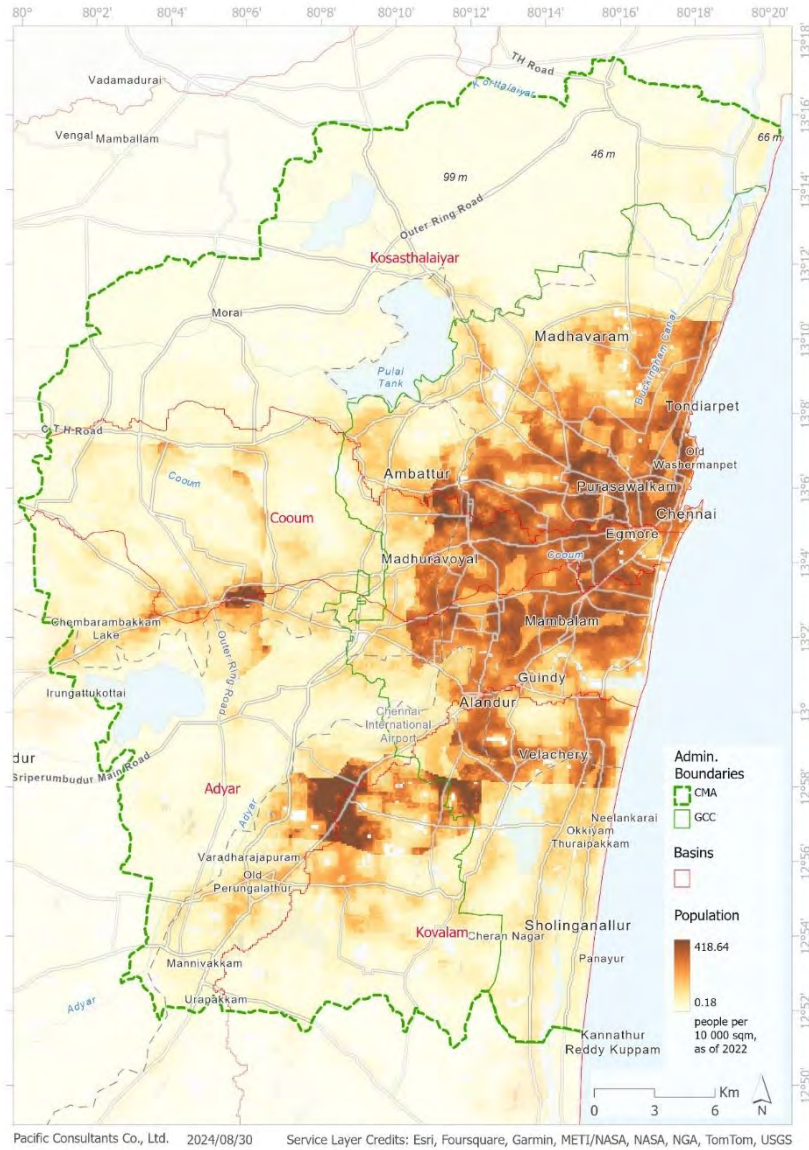 80° 80°2' 80°4' 80°6' 80°8' 80°10' 80°12' 80°14' 80°16' 80°18' 80°20'
13°18'
TH Road
Vadamadurai
Korttalaiyar
13°16'
Vengal Mamballam
66 m
46 m
99 m
13°14'
Outer Ring Road
Kosasthalaiyar
13°12'
Morai
Madhavaram
13°10'
Buckingham Canal
Pulai
Tank
Tondiarpet
13°8'
C T H Road
Old
Washermanpet
Ambattur
Cooum
Purasawalkam
13°6'
Cooum
Chennai
Egmore
Cooum
Madhuravoyal
13°4'
Chembarambakkam
Lake
Mambalam
13°2'
Outer Ring Road
Guindy
Irungattukottai
Alandur
Chennai
International
Airport
13°
dur
Velachery
Sriperumbudur Main Road
Admin.
Boundaries
CMA
GCC
12°58'
Adyar
Adyar
Neelankarai
Okkiyam
Thuraipakkam
Basins
12°56'
Varadharajapuram
Old
Perungalathur
Population
418.64
0.18
people per
10 000 sqm,
as of 2022
Kovalam
Sholinganallur
Cheran Nagar
12°54'
Panayur
Mannivakkam
Adyar
Urapakkam
12°52'
Kannathur
Reddy Kuppam
12°50'
Km
0 3 6
N
Pacific Consultants Co., Ltd. 2024/08/30 Service Layer Credits: Esri, Foursquare, Garmin, METI/NASA, NASA, NGA, TomTom, USGS